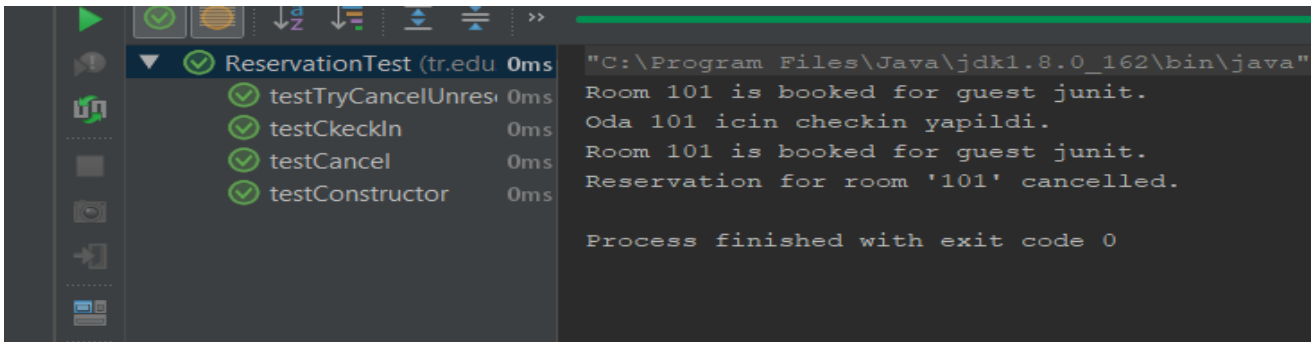 ReservationTest (tr.edu 0ms
testTryCancelUnres 0ms
testCkeckIn 0ms
testCancel 0ms
testConstructor 0ms
"C:\Program Files\Java\jdk1.8.0_162\bin\java"
Room 101 is booked for guest junit.
Oda 101 icin checkin yapildi.
Room 101 is booked for guest junit.
Reservation for room '101' cancelled.
Process finished with exit code 0